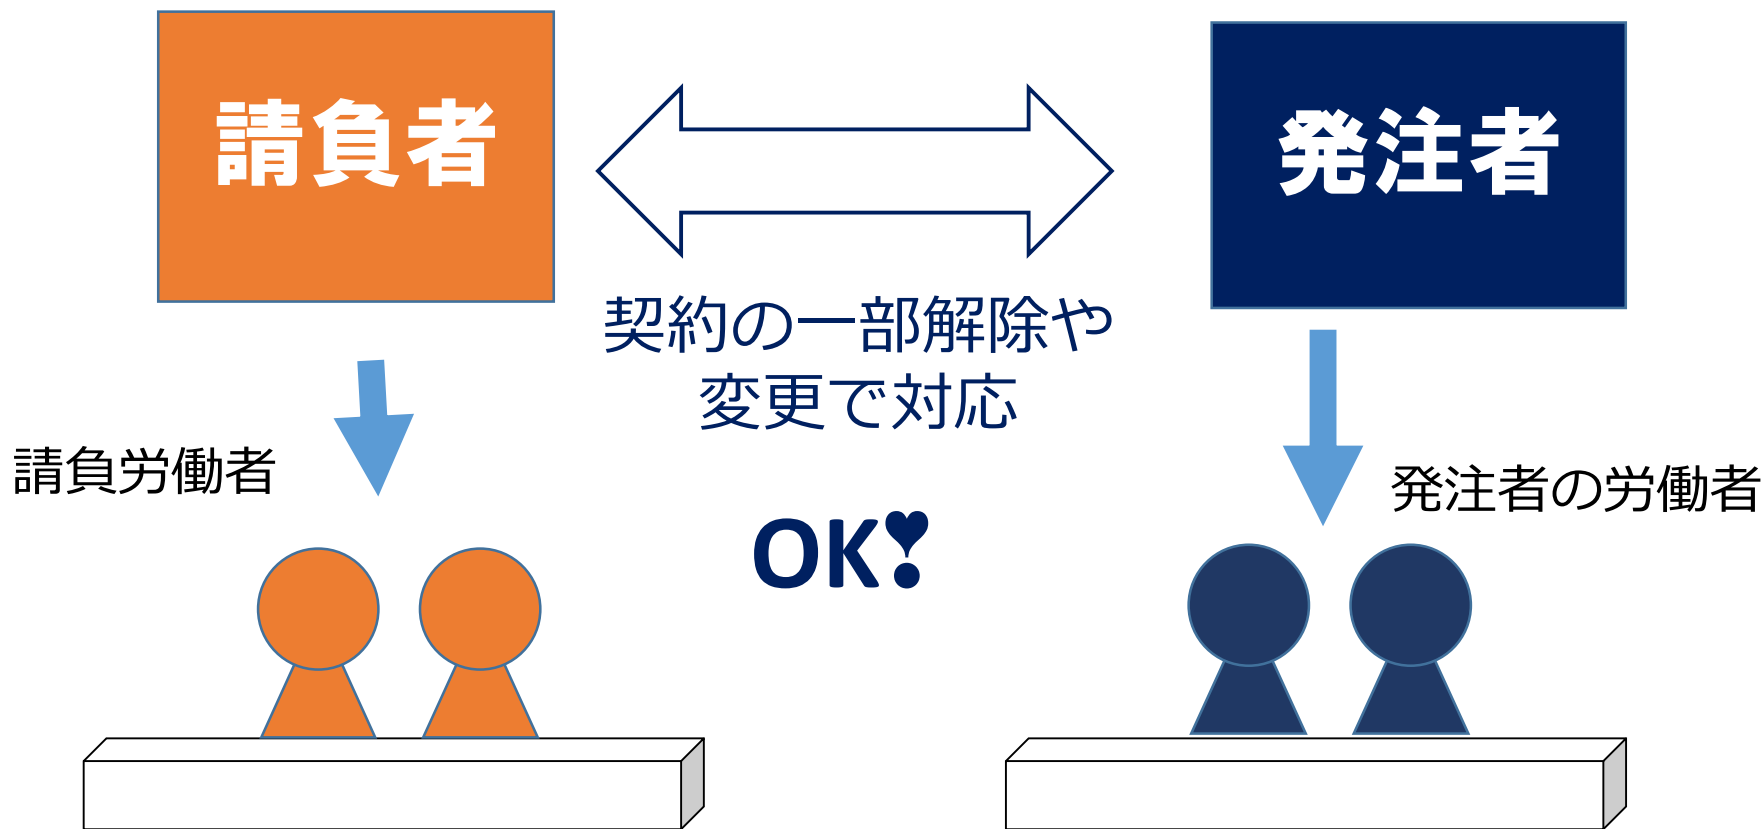 請負者
発注者
契約の一部解除や
変更で対応
請負労働者
発注者の労働者
OK❣